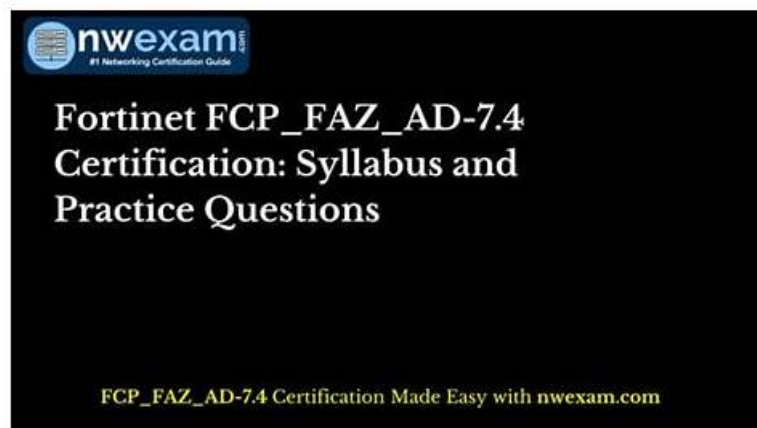 nwexam
.com
#1 Networking Certification Guide
Fortinet FCP_FAZ_AD-7.4
Certification: Syllabus and
Practice Questions
FCP_FAZ_AD-7.4 Certification Made Easy with nwexam.com